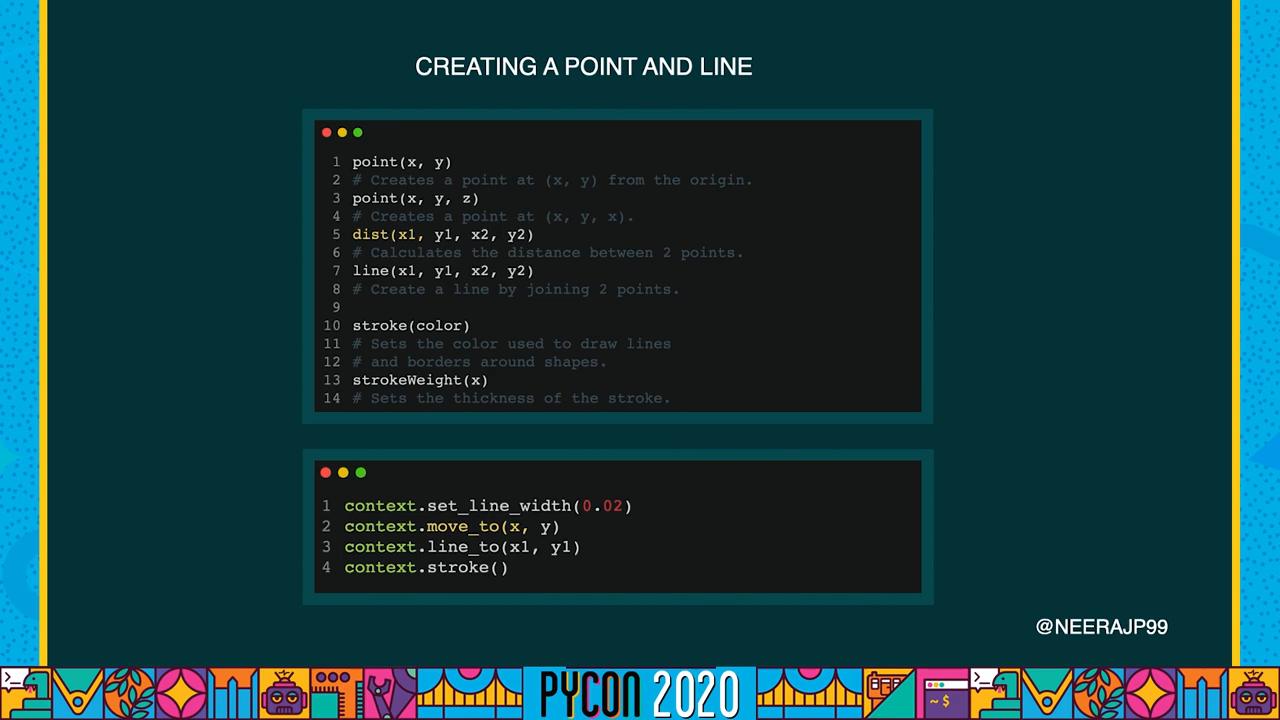 CREATING A POINT AND LINE
1 point(x, y)
2 # Creates a point at (x, y) from the origin.
3 point(x, y, z)
4 # Creates a point at (x, y, x).
5 dist(x1, y1, x2, y2)
6 # Calculates the distance between 2 points.
7 line(x1, y1, x2, y2)
8 # Create a line by joining 2 points.
9
10 stroke(color)
11 # Sets the color used to draw lines
12 # and borders around shapes.
13 strokeWeight(x)
14 # Sets the thickness of the stroke.
1 context.set_line_width(0.02)
2 context.move_to(x, y)
3 context.line_to(x1, y1)
4 context.stroke()
@NEERAJP99
PYCON 2020
~ $